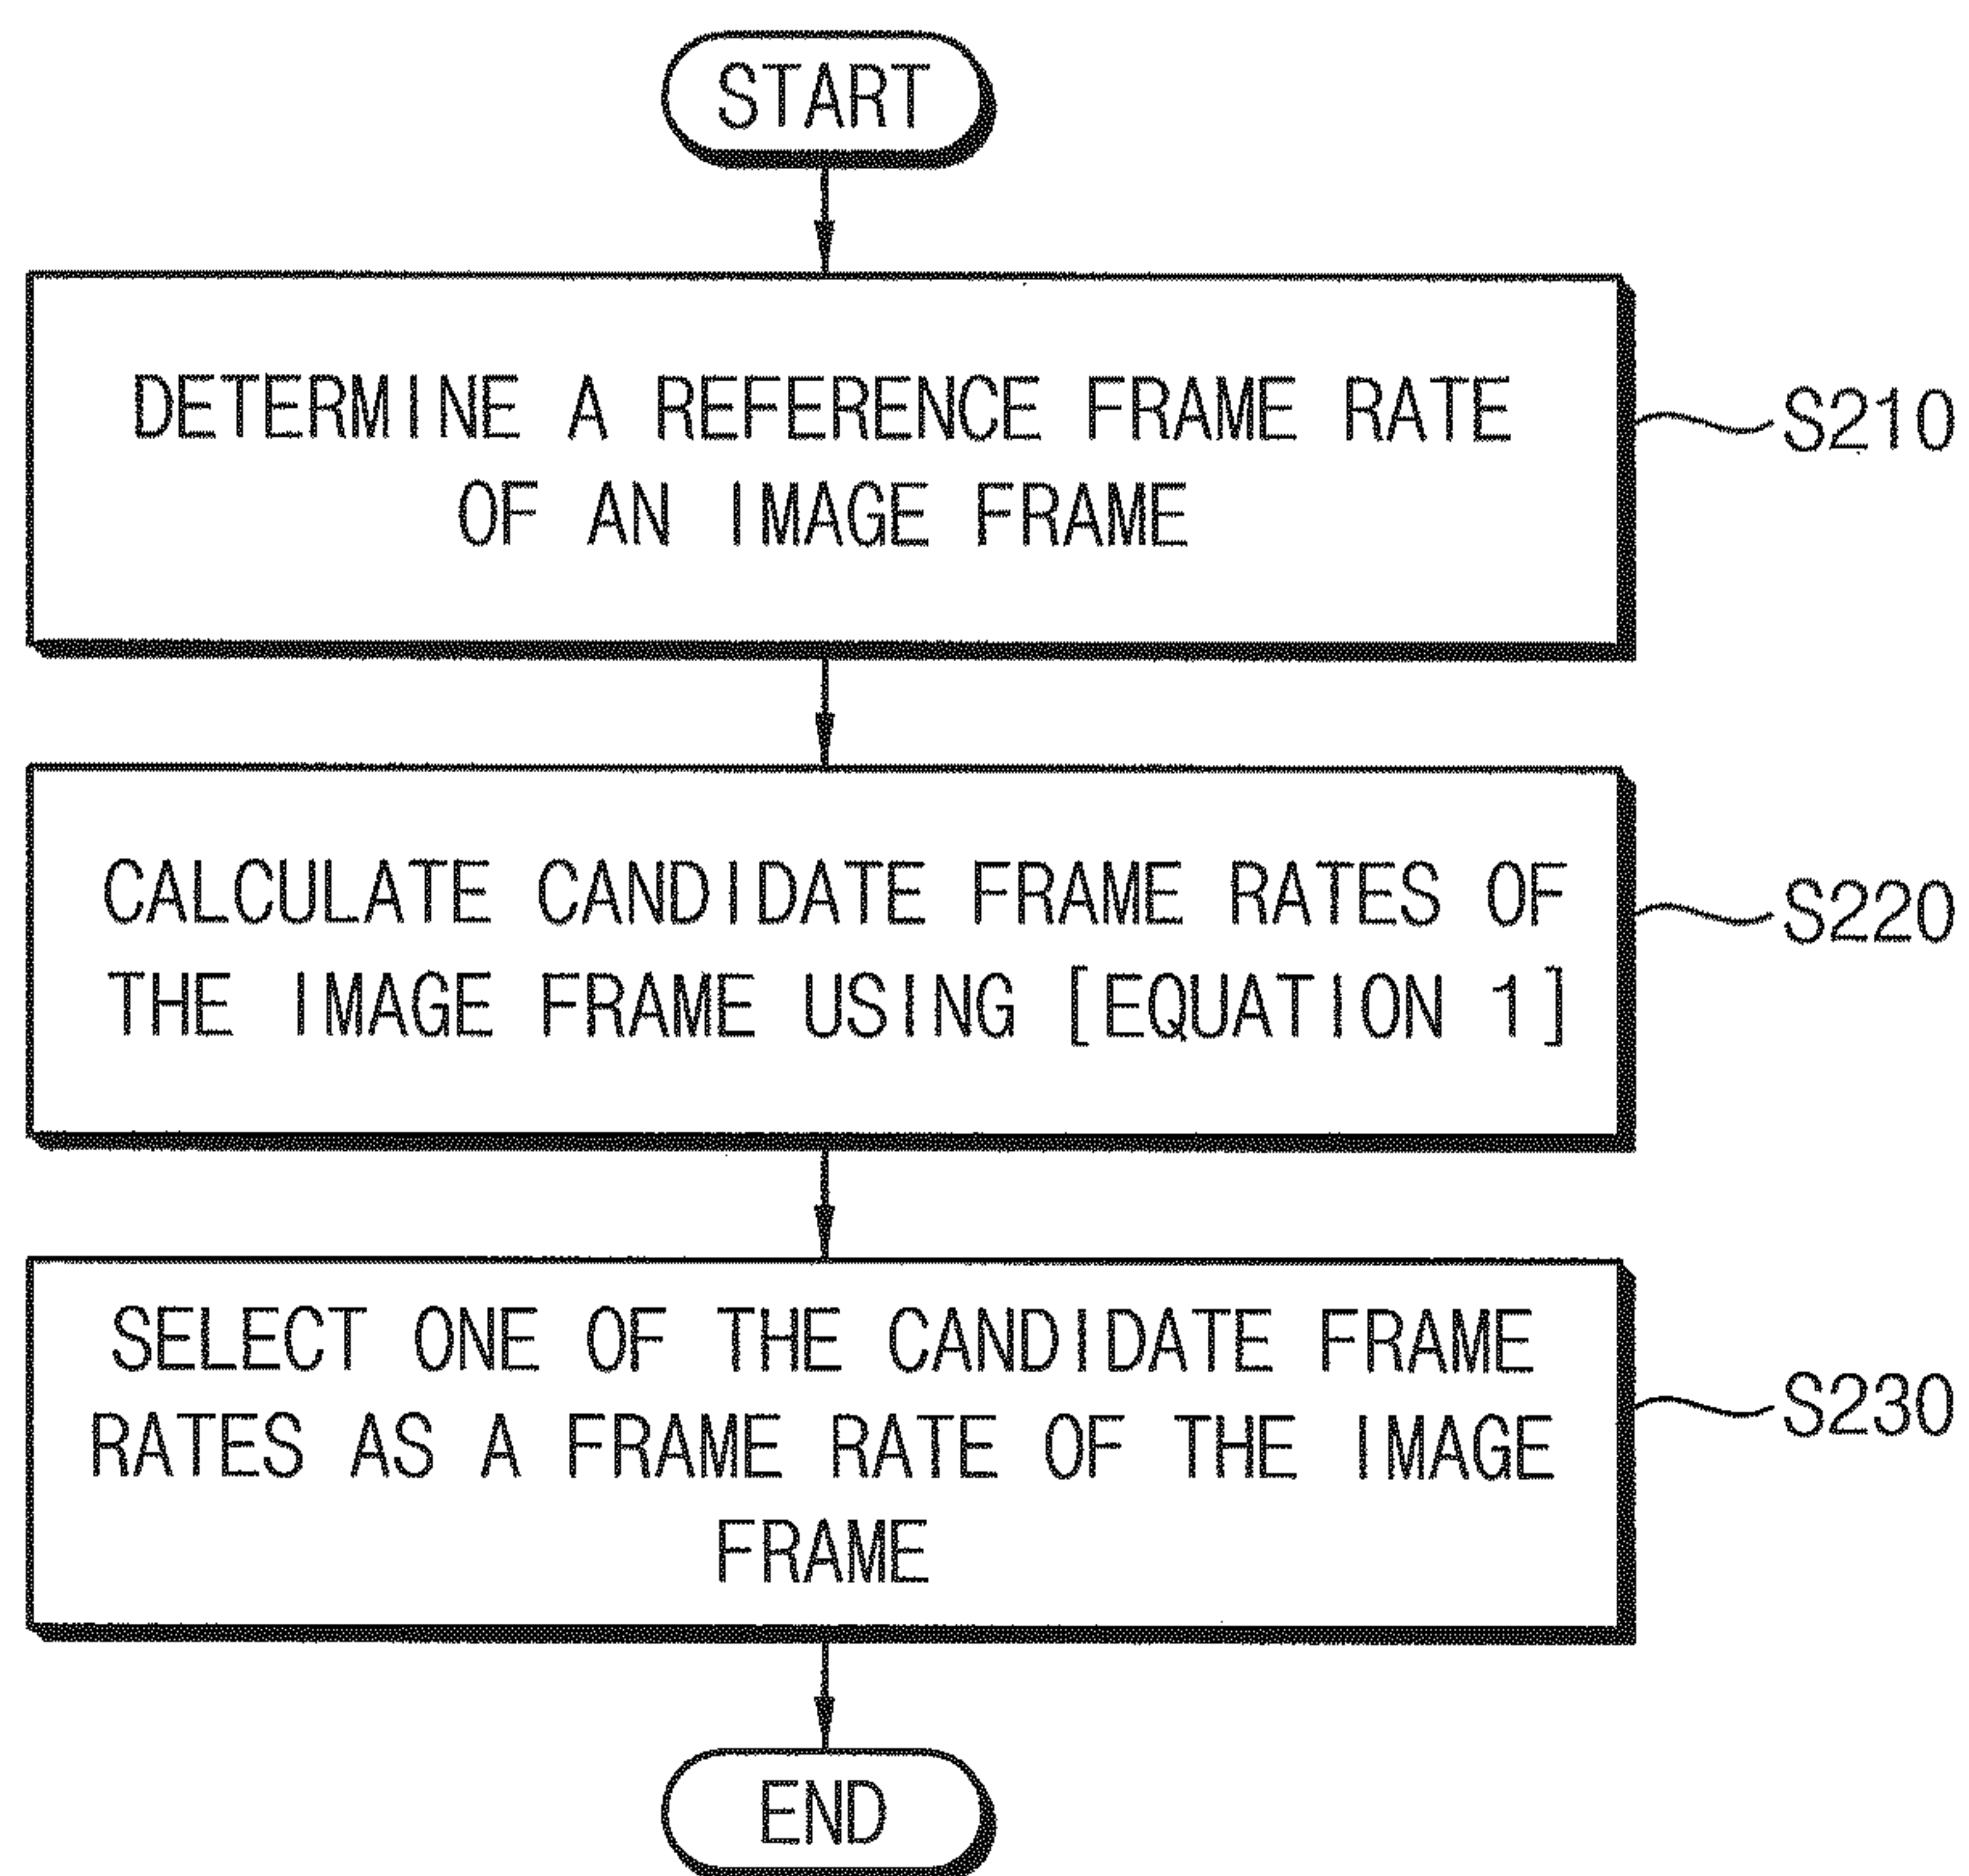 START
DETERMINE A REFERENCE FRAME RATE
OF AN IMAGE FRAME
S210
CALCULATE CANDIDATE FRAME RATES OF
THE IMAGE FRAME USING [EQUATION 1]
S220
SELECT ONE OF THE CANDIDATE FRAME
RATES AS A FRAME RATE OF THE IMAGE
FRAME
S230
END